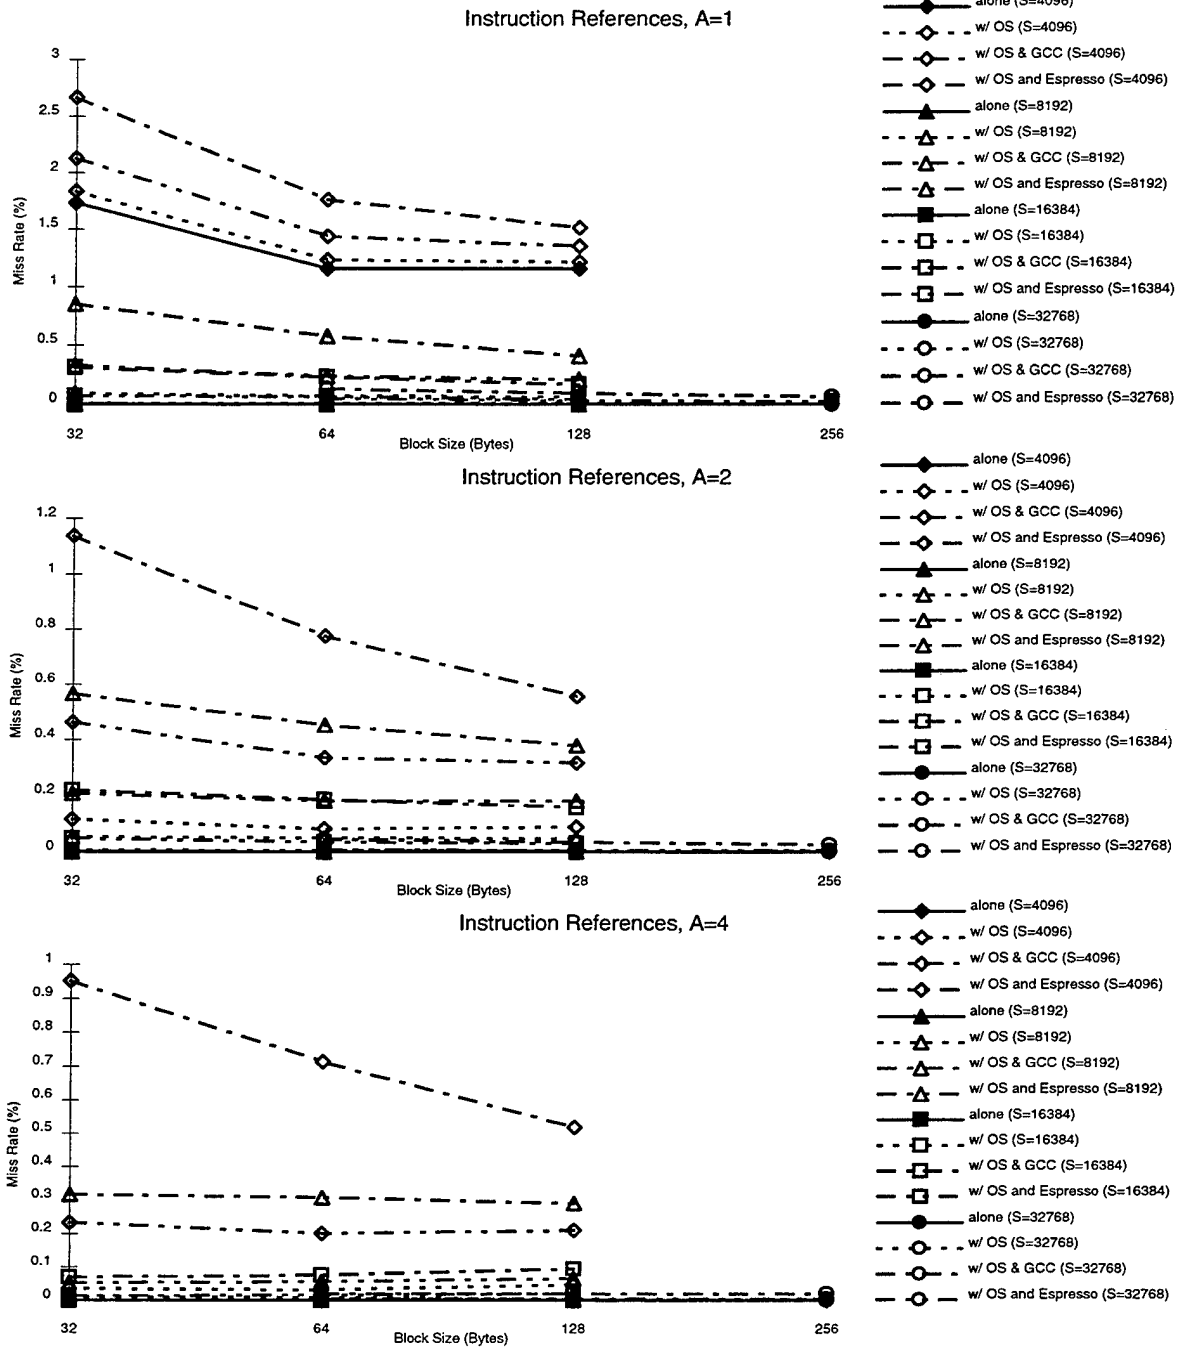 Instruction References, A=1
alone (S=4096)
w/ OS (S=4096)
w/ OS & GCC (S=4096)
w/ OS and Espresso (S=4096)
alone (S=8192)
w/ OS (S=8192)
w/ OS & GCC (S=8192)
w/ OS and Espresso (S=8192)
alone (S=16384)
w/ OS (S=16384)
w/ OS & GCC (S=16384)
w/ OS and Espresso (S=16384)
alone (S=32768)
w/ OS (S=32768)
w/ OS & GCC (S=32768)
w/ OS and Espresso (S=32768)
3
2.5
2
1.5
1
0.5
0
Miss Rate (%)
32 64 128 256
Block Size (Bytes)
Instruction References, A=2
alone (S=4096)
w/ OS (S=4096)
w/ OS & GCC (S=4096)
w/ OS and Espresso (S=4096)
alone (S=8192)
w/ OS (S=8192)
w/ OS & GCC (S=8192)
w/ OS and Espresso (S=8192)
alone (S=16384)
w/ OS (S=16384)
w/ OS & GCC (S=16384)
w/ OS and Espresso (S=16384)
alone (S=32768)
w/ OS (S=32768)
w/ OS & GCC (S=32768)
w/ OS and Espresso (S=32768)
1.2
1
0.8
0.6
0.4
0.2
0
Miss Rate (%)
32 64 128 256
Block Size (Bytes)
Instruction References, A=4
alone (S=4096)
w/ OS (S=4096)
w/ OS & GCC (S=4096)
w/ OS and Espresso (S=4096)
alone (S=8192)
w/ OS (S=8192)
w/ OS & GCC (S=8192)
w/ OS and Espresso (S=8192)
alone (S=16384)
w/ OS (S=16384)
w/ OS & GCC (S=16384)
w/ OS and Espresso (S=16384)
alone (S=32768)
w/ OS (S=32768)
w/ OS & GCC (S=32768)
w/ OS and Espresso (S=32768)
1
0.9
0.8
0.7
0.6
0.5
0.4
0.3
0.2
0.1
0
Miss Rate (%)
32 64 128 256
Block Size (Bytes)